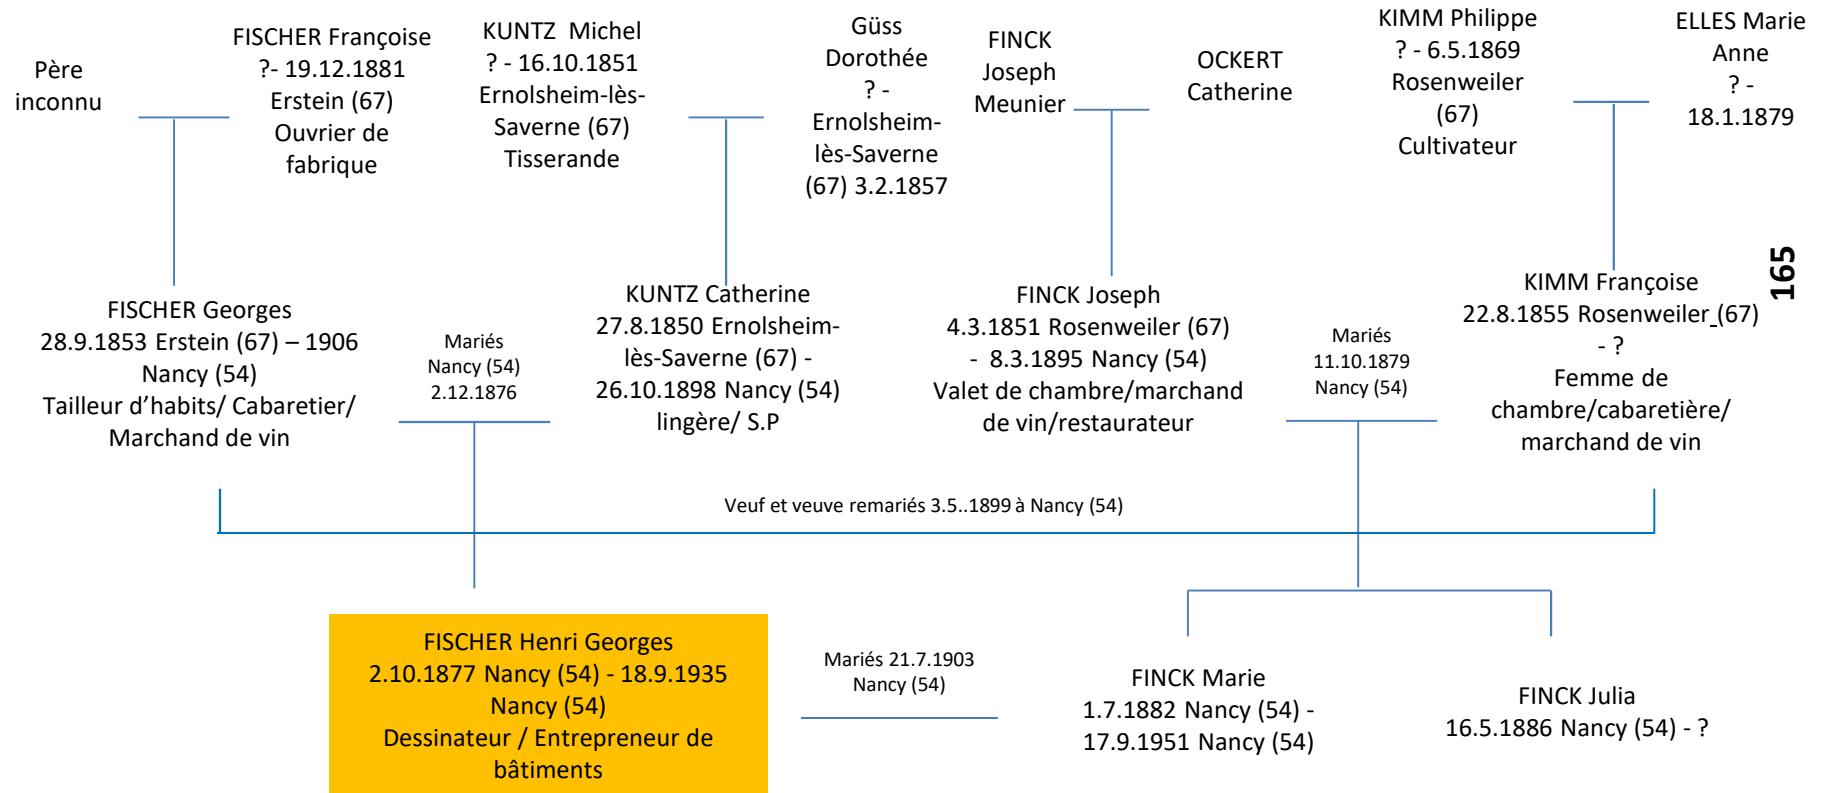 Père
inconnu
FISCHER Françoise
?- 19.12.1881
Erstein (67)
Ouvrier de
fabrique
KUNTZ  Michel
? - 16.10.1851
Ernolsheim-lès-
Saverne (67)
Tisserande
Güss
Dorothée
? -
Ernolsheim-
lès-Saverne
(67) 3.2.1857
FINCK
Joseph
Meunier
OCKERT
Catherine
KIMM Philippe
? - 6.5.1869
Rosenweiler
(67)
Cultivateur
ELLES Marie
Anne
? -
18.1.1879
165
FISCHER Georges
28.9.1853 Erstein (67) – 1906
Nancy (54)
Tailleur d’habits/ Cabaretier/
Marchand de vin
Mariés
Nancy (54)
2.12.1876
KUNTZ Catherine
27.8.1850 Ernolsheim-
lès-Saverne (67) -
26.10.1898 Nancy (54)
lingère/ S.P
FINCK Joseph
4.3.1851 Rosenweiler (67)
- 8.3.1895 Nancy (54)
Valet de chambre/marchand
de vin/restaurateur
Mariés
11.10.1879
Nancy (54)
KIMM Françoise
22.8.1855 Rosenweiler (67)
- ?
Femme de
chambre/cabaretière/
marchand de vin
Veuf et veuve remariés 3.5..1899 à Nancy (54)
FISCHER Henri Georges
2.10.1877 Nancy (54) - 18.9.1935
Nancy (54)
Dessinateur / Entrepreneur de
bâtiments
Mariés 21.7.1903
Nancy (54)
FINCK Marie
1.7.1882 Nancy (54) -
17.9.1951 Nancy (54)
FINCK Julia
16.5.1886 Nancy (54) - ?